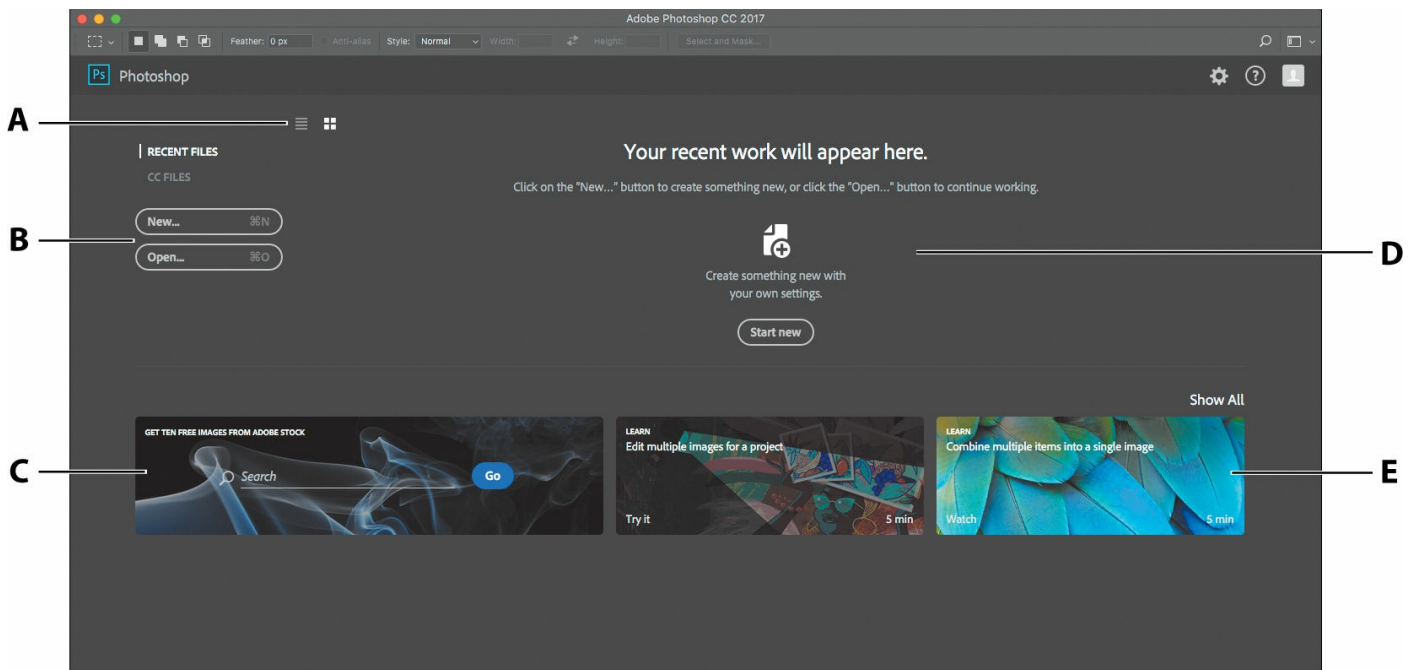 Adobe Photoshop CC 2017
Feather: 0 px Anti-alias Style: Normal Width: Height: Select and Mask...
Ps Photoshop
A
RECENT FILES
CC FILES
Your recent work will appear here.
Click on the "New..." button to create something new, or click the "Open..." button to continue working.
New... ⌘N
B
Open... ⌘O
D
Create something new with
your own settings.
Start new
Show All
GET TEN FREE IMAGES FROM ADOBE STOCK
Search Go
C
LEARN
Edit multiple images for a project
Try it 5 min
LEARN
Combine multiple items into a single image
Watch 5 min
E